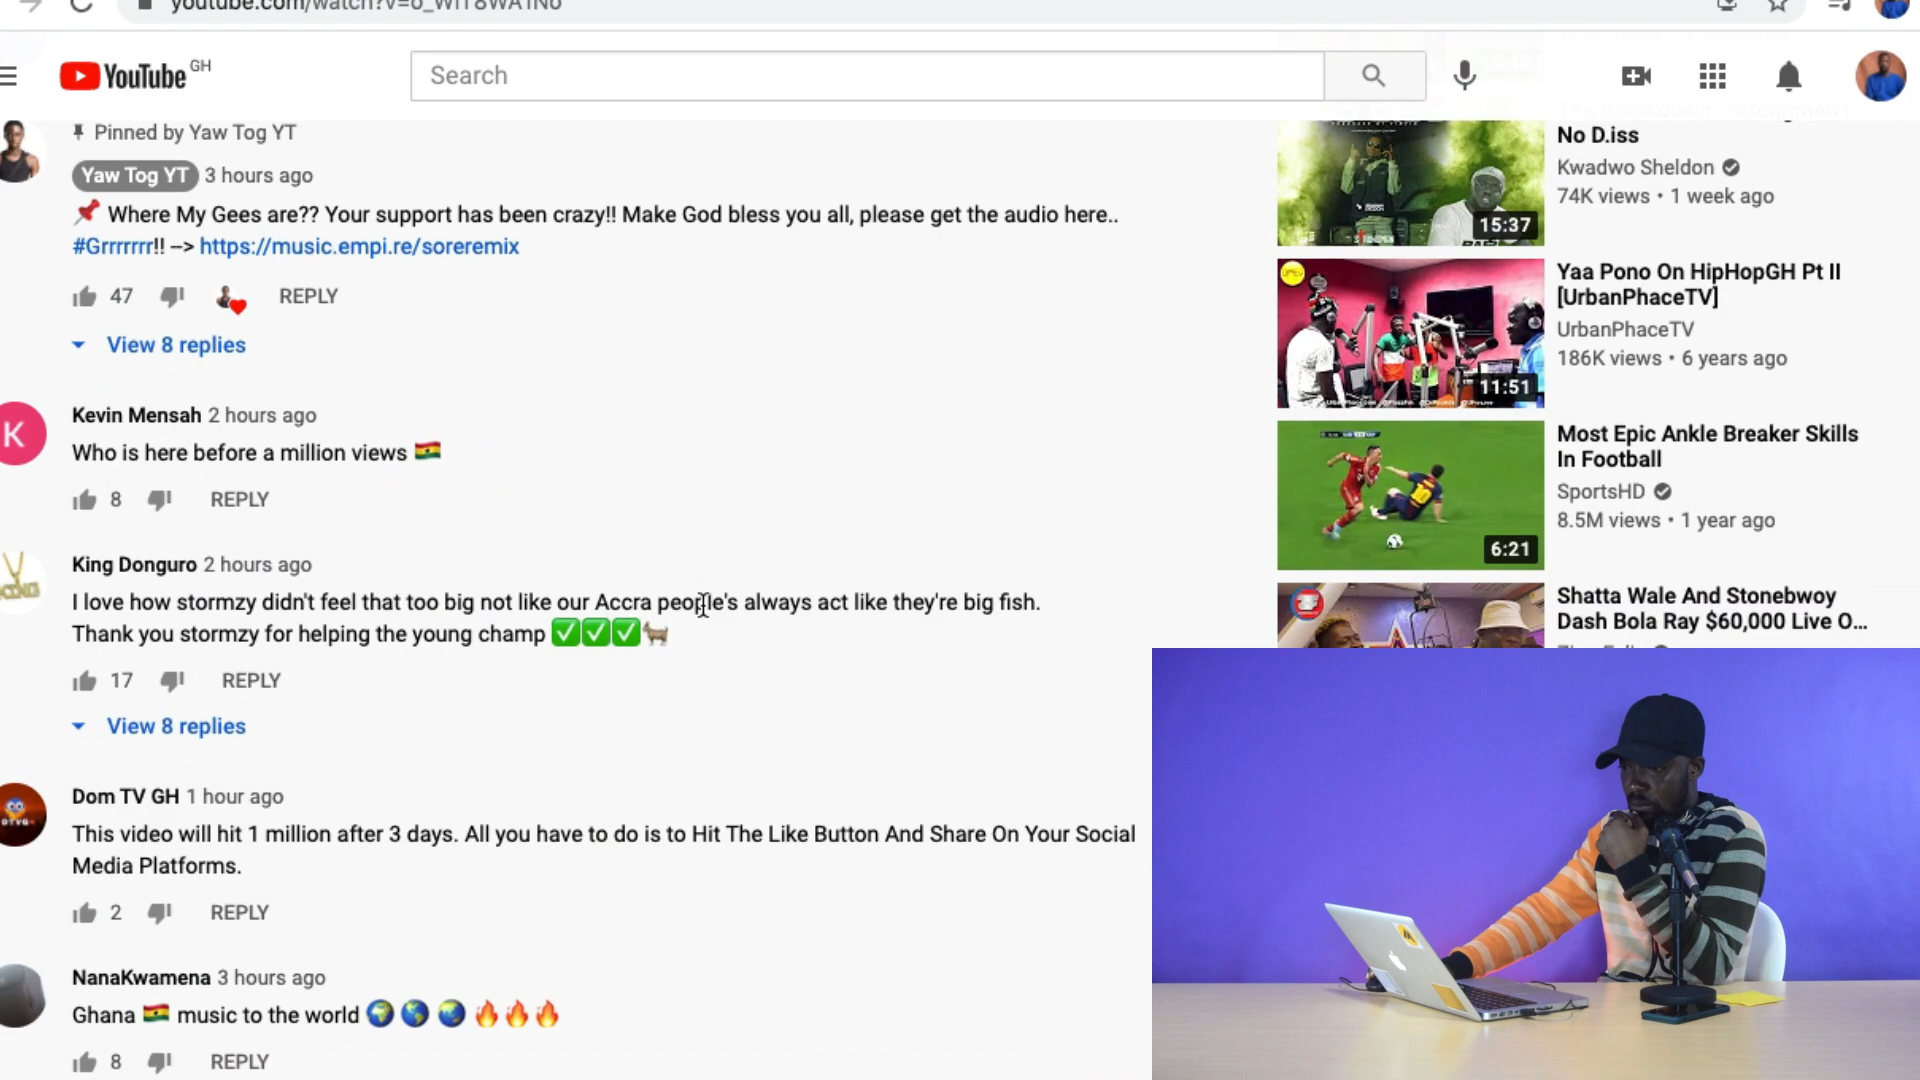 YouTube GH
Search
Pinned by Yaw Tog YT
Yaw Tog YT 3 hours ago
📌 Where My Gees are?? Your support has been crazy!! Make God bless you all, please get the audio here..
#Grrrrrrr!! --> https://music.empi.re/soreremix
47 REPLY
View 8 replies
K
Kevin Mensah 2 hours ago
Who is here before a million views 🇬🇭
8 REPLY
King Donguro 2 hours ago
I love how stormzy didn't feel that too big not like our Accra people's always act like they're big fish.
Thank you stormzy for helping the young champ ✅✅✅🐐
17 REPLY
View 8 replies
Dom TV GH 1 hour ago
This video will hit 1 million after 3 days. All you have to do is to Hit The Like Button And Share On Your Social
Media Platforms.
2 REPLY
NanaKwamena 3 hours ago
Ghana 🇬🇭 music to the world 🌍🌎🌏🔥🔥🔥
8 REPLY
No D.iss
Kwadwo Sheldon
74K views • 1 week ago
15:37
Yaa Pono On HipHopGH Pt II
[UrbanPhaceTV]
UrbanPhaceTV
186K views • 6 years ago
11:51
Most Epic Ankle Breaker Skills
In Football
SportsHD
8.5M views • 1 year ago
6:21
Shatta Wale And Stonebwoy
Dash Bola Ray $60,000 Live O...